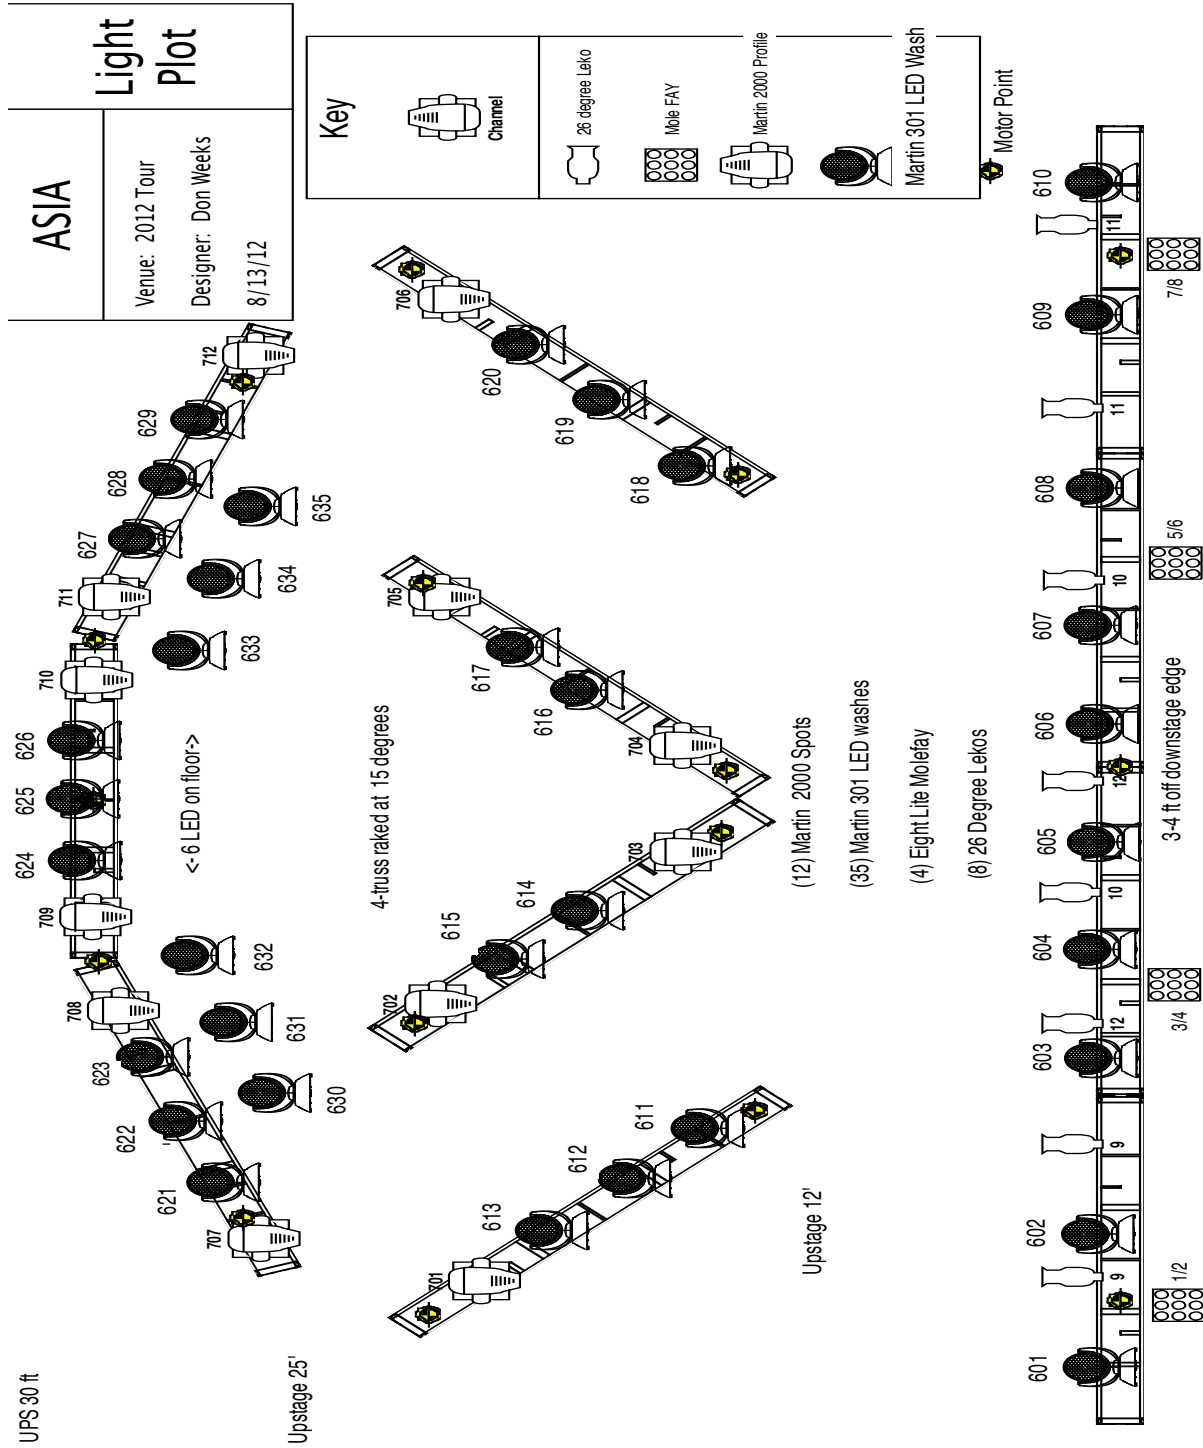 ASIA
Light
Plot
Venue: 2012 Tour
Designer: Don Weeks
8/13/12
Key
Channel
26 degree Leko
Mole FAY
Martin 2000 Profile
Martin 301 LED Wash
Motor Point
UPS 30 ft
Upstage 25'
707
621
622
623
708
709
624
625
626
710
711
627
628
629
712
630
631
632
<- 6 LED on floor->
633
634
635
4-truss raked at 15 degrees
701
613
612
611
702
615
614
703
704
616
617
705
618
619
620
706
Upstage 12'
(12) Martin 2000 Spots
(35) Martin 301 LED washes
(4) Eight Lite Molefay
(8) 26 Degree Lekos
601
602
603
604
605
606
607
608
609
610
9
9
12
10
12
10
11
11
1/2
3/4
3-4 ft off downstage edge
5/6
7/8